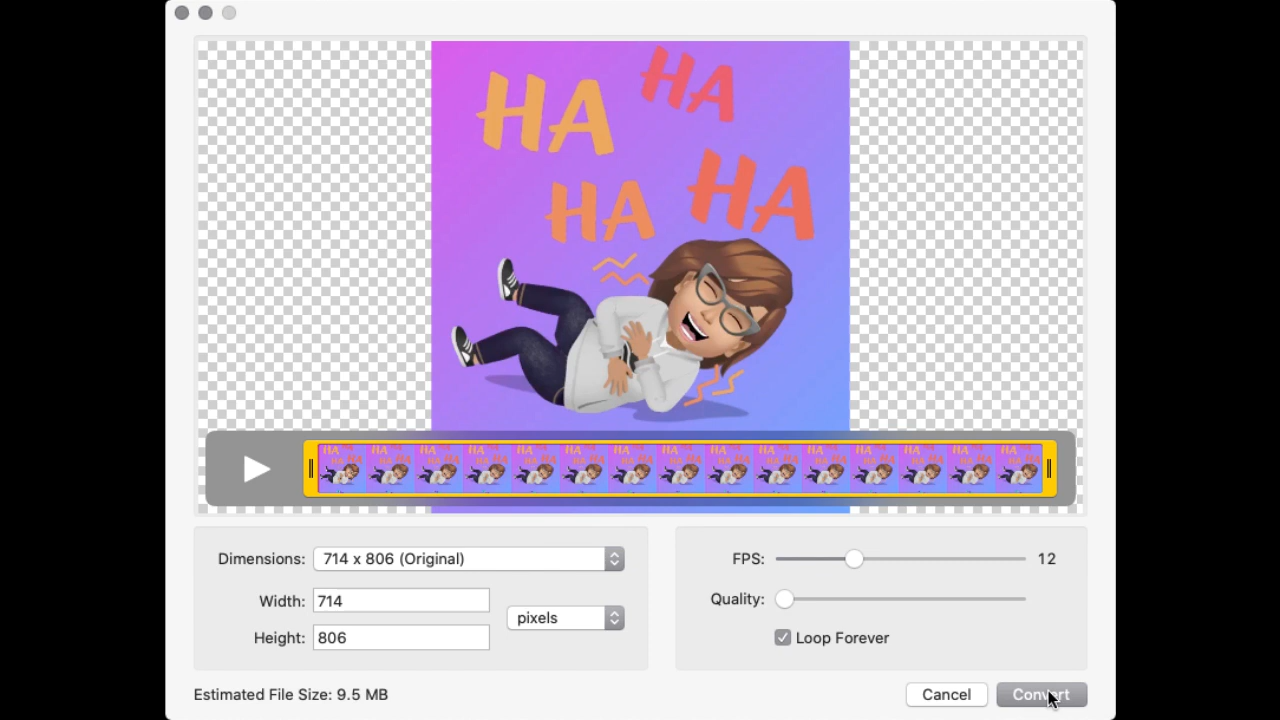 HA
HA
HA
HA
Dimensions: 714 x 806 (Original)
Width: 714
pixels
Height: 806
FPS: 12
Quality:
Loop Forever
Estimated File Size: 9.5 MB
Cancel
Convert